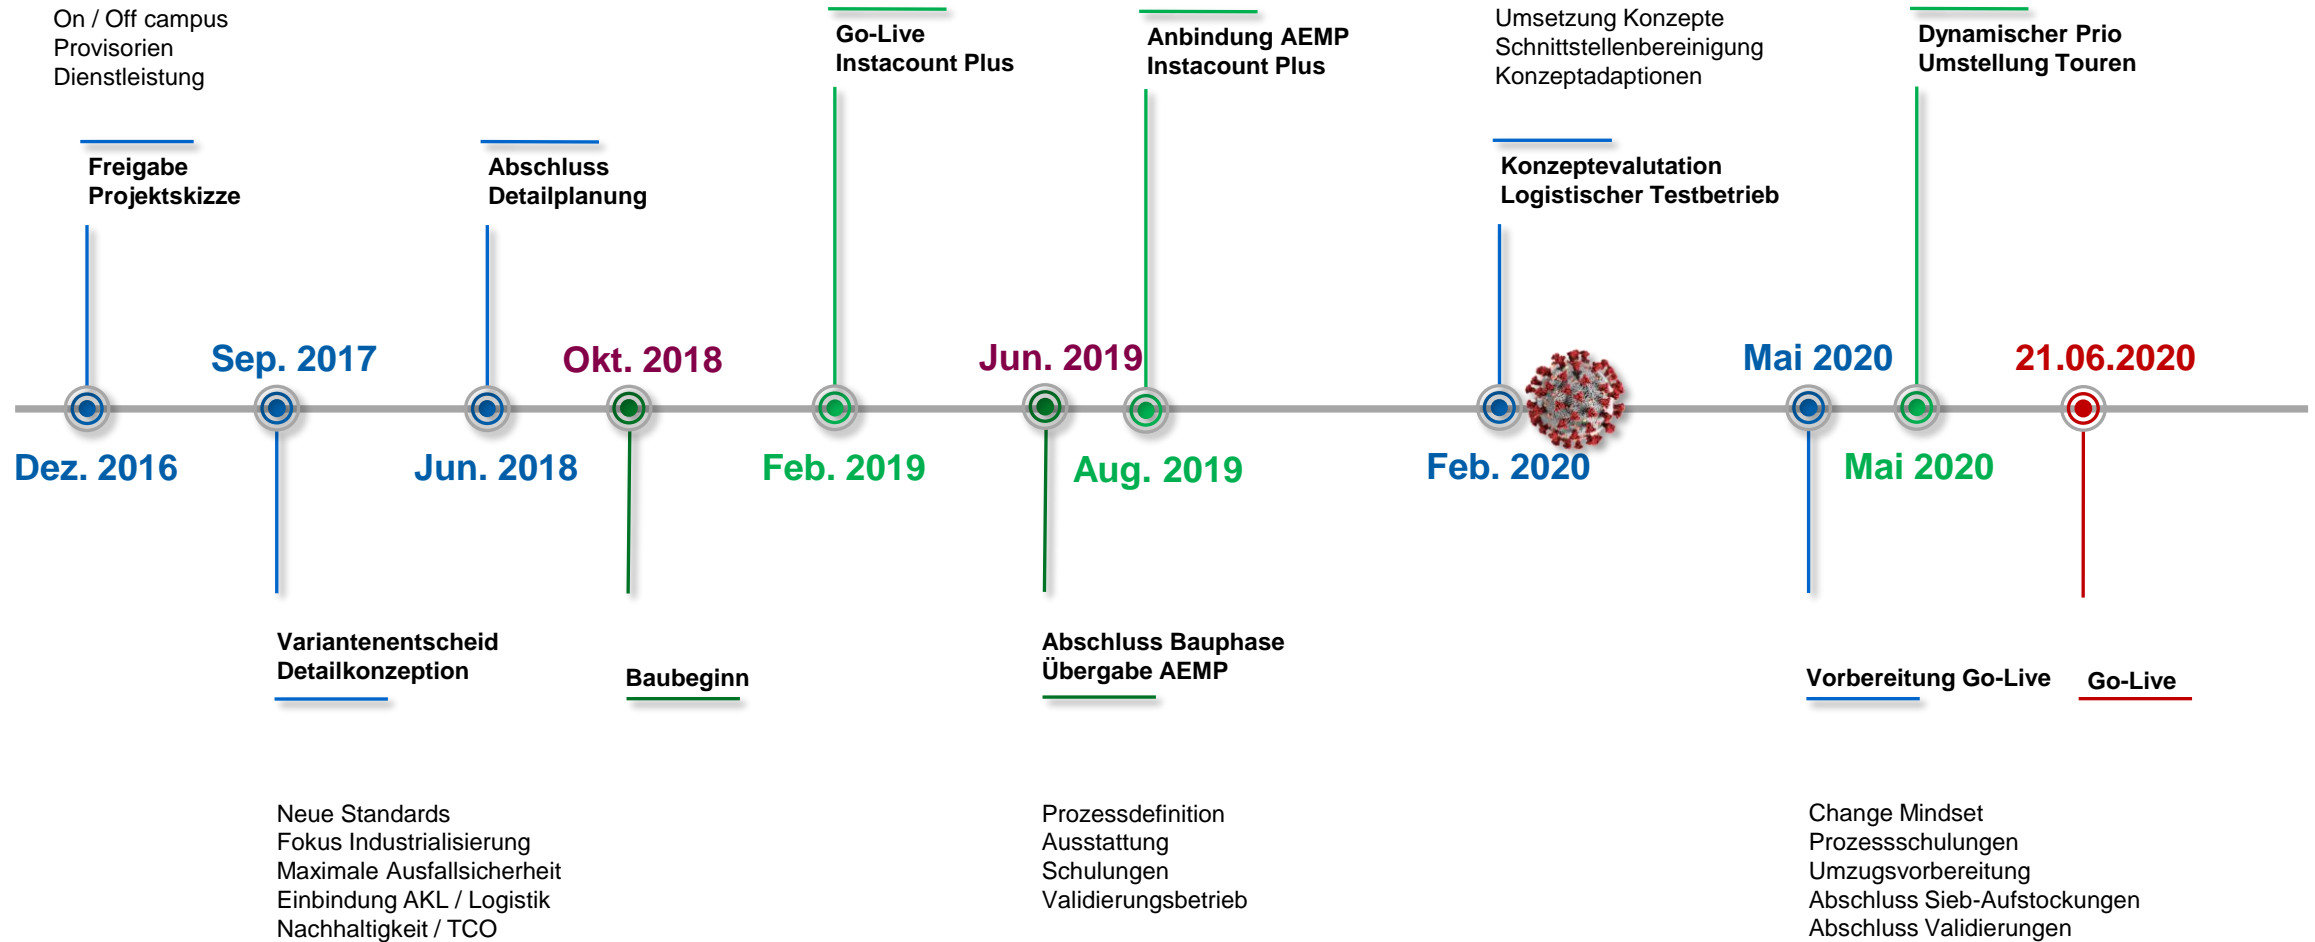 On / Off campus
Provisorien
Dienstleistung
Freigabe
Projektskizze
Dez. 2016
Sep. 2017
Variantenentscheid
Detailkonzeption
Neue Standards
Fokus Industrialisierung
Maximale Ausfallsicherheit
Einbindung AKL / Logistik
Nachhaltigkeit / TCO
Abschluss
Detailplanung
Jun. 2018
Okt. 2018
Baubeginn
Go-Live
Instacount Plus
Feb. 2019
Jun. 2019
Abschluss Bauphase
Übergabe AEMP
Prozessdefinition
Ausstattung
Schulungen
Validierungsbetrieb
Anbindung AEMP
Instacount Plus
Aug. 2019
Umsetzung Konzepte
Schnittstellenbereinigung
Konzeptadaptionen
Konzeptevalutation
Logistischer Testbetrieb
Feb. 2020
Mai 2020
Vorbereitung Go-Live
Change Mindset
Prozessschulungen
Umzugsvorbereitung
Abschluss Sieb-Aufstockungen
Abschluss Validierungen
Dynamischer Prio
Umstellung Touren
Mai 2020
21.06.2020
Go-Live